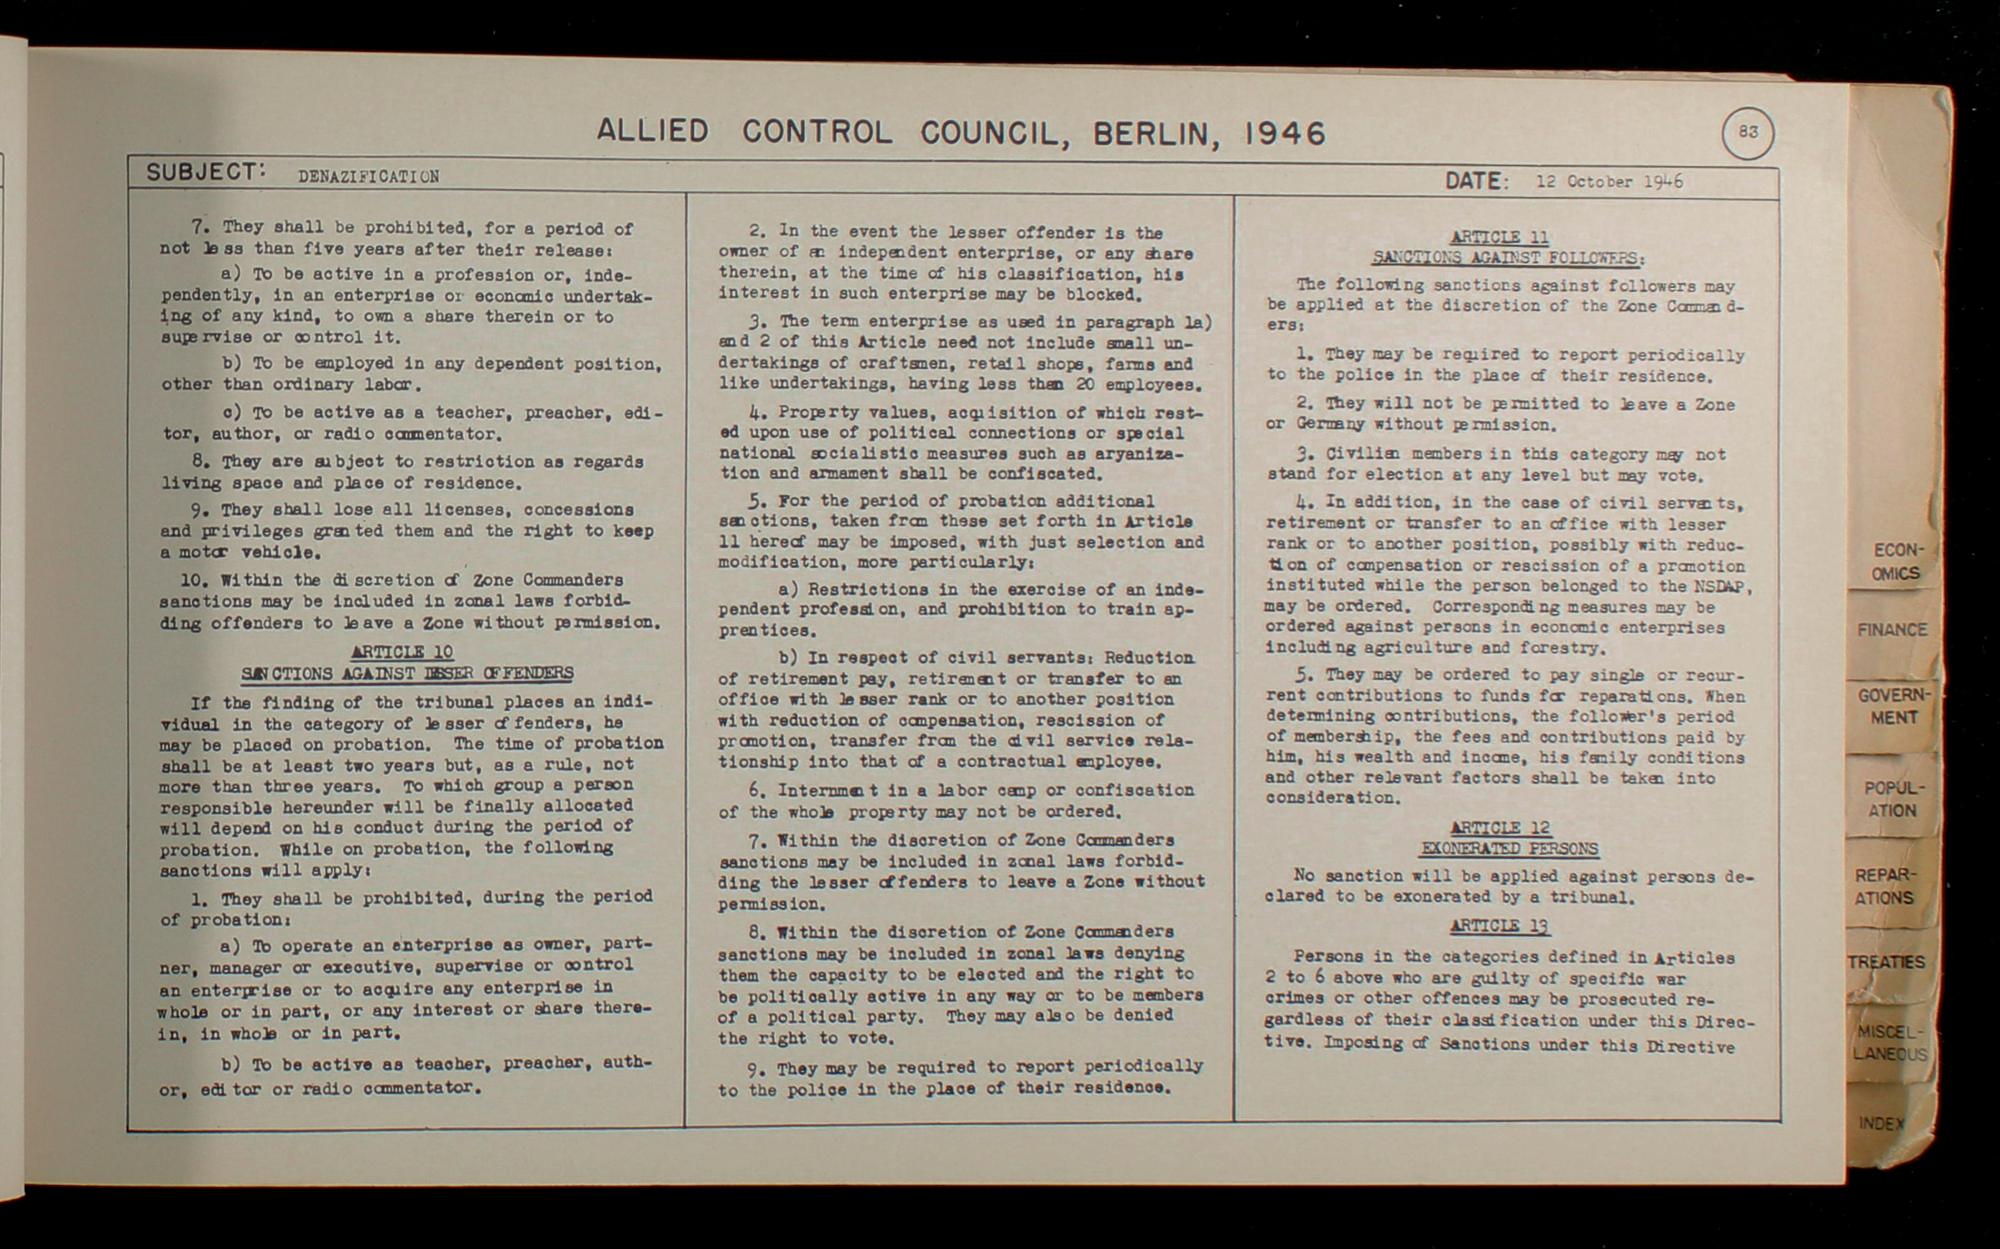 ALLIED CONTROL COUNCIL, BERLIN, 1946
83
SUBJECT: DENAZIFICATION
DATE: 12 October 1946
7. They shall be prohibited, for a period of
not less than five years after their release:
a) To be active in a profession or, inde-
pendently, in an enterprise or economic undertak-
ing of any kind, to own a share therein or to
supervise or control it.
b) To be employed in any dependent position,
other than ordinary labor.
c) To be active as a teacher, preacher, edi-
tor, author, or radio commentator.
8. They are subject to restriction as regards
living space and place of residence.
9. They shall lose all licenses, concessions
and privileges granted them and the right to keep
a motor vehicle.
10. Within the discretion of Zone Commanders
sanctions may be included in zonal laws forbid-
ding offenders to leave a Zone without permission.
ARTICLE 10
SANCTIONS AGAINST LESSER OFFENDERS
If the finding of the tribunal places an indi-
vidual in the category of lesser offenders, he
may be placed on probation. The time of probation
shall be at least two years but, as a rule, not
more than three years. To which group a person
responsible hereunder will be finally allocated
will depend on his conduct during the period of
probation. While on probation, the following
sanctions will apply:
1. They shall be prohibited, during the period
of probation:
a) To operate an enterprise as owner, part-
ner, manager or executive, supervise or control
an enterprise or to acquire any enterprise in
whole or in part, or any interest or share there-
in, in whole or in part.
b) To be active as teacher, preacher, auth-
or, editor or radio commentator.
2. In the event the lesser offender is the
owner of an independent enterprise, or any share
therein, at the time of his classification, his
interest in such enterprise may be blocked.
3. The term enterprise as used in paragraph 1a)
and 2 of this Article need not include small un-
dertakings of craftsmen, retail shops, farms and
like undertakings, having less than 20 employees.
4. Property values, acquisition of which rest-
ed upon use of political connections or special
national socialistic measures such as aryaniza-
tion and armament shall be confiscated.
5. For the period of probation additional
sanctions, taken from these set forth in Article
11 hereof may be imposed, with just selection and
modification, more particularly:
a) Restrictions in the exercise of an inde-
pendent profession, and prohibition to train ap-
prentices.
b) In respect of civil servants: Reduction
of retirement pay, retirement or transfer to an
office with lesser rank or to another position
with reduction of compensation, rescission of
promotion, transfer from the civil service rela-
tionship into that of a contractual employee.
6. Internment in a labor camp or confiscation
of the whole property may not be ordered.
7. Within the discretion of Zone Commanders
sanctions may be included in zonal laws forbid-
ding the lesser offenders to leave a Zone without
permission.
8. Within the discretion of Zone Commanders
sanctions may be included in zonal laws denying
them the capacity to be elected and the right to
be politically active in any way or to be members
of a political party. They may also be denied
the right to vote.
9. They may be required to report periodically
to the police in the place of their residence.
ARTICLE 11
SANCTIONS AGAINST FOLLOWERS:
The following sanctions against followers may
be applied at the discretion of the Zone Command-
ers:
1. They may be required to report periodically
to the police in the place of their residence.
2. They will not be permitted to leave a Zone
or Germany without permission.
3. Civilian members in this category may not
stand for election at any level but may vote.
4. In addition, in the case of civil servants,
retirement or transfer to an office with lesser
rank or to another position, possibly with reduc-
tion of compensation or rescission of a promotion
instituted while the person belonged to the NSDAP,
may be ordered. Corresponding measures may be
ordered against persons in economic enterprises
including agriculture and forestry.
5. They may be ordered to pay single or recur-
rent contributions to funds for reparations. When
determining contributions, the follower's period
of membership, the fees and contributions paid by
him, his wealth and income, his family conditions
and other relevant factors shall be taken into
consideration.
ARTICLE 12
EXONERATED PERSONS
No sanction will be applied against persons de-
clared to be exonerated by a tribunal.
ARTICLE 13
Persons in the categories defined in Articles
2 to 6 above who are guilty of specific war
crimes or other offences may be prosecuted re-
gardless of their classification under this Direc-
tive. Imposing of Sanctions under this Directive
ECON-
OMICS
FINANCE
GOVERN-
MENT
POPUL-
ATION
REPAR-
ATIONS
TREATIES
MISCEL-
LANEOUS
INDEX